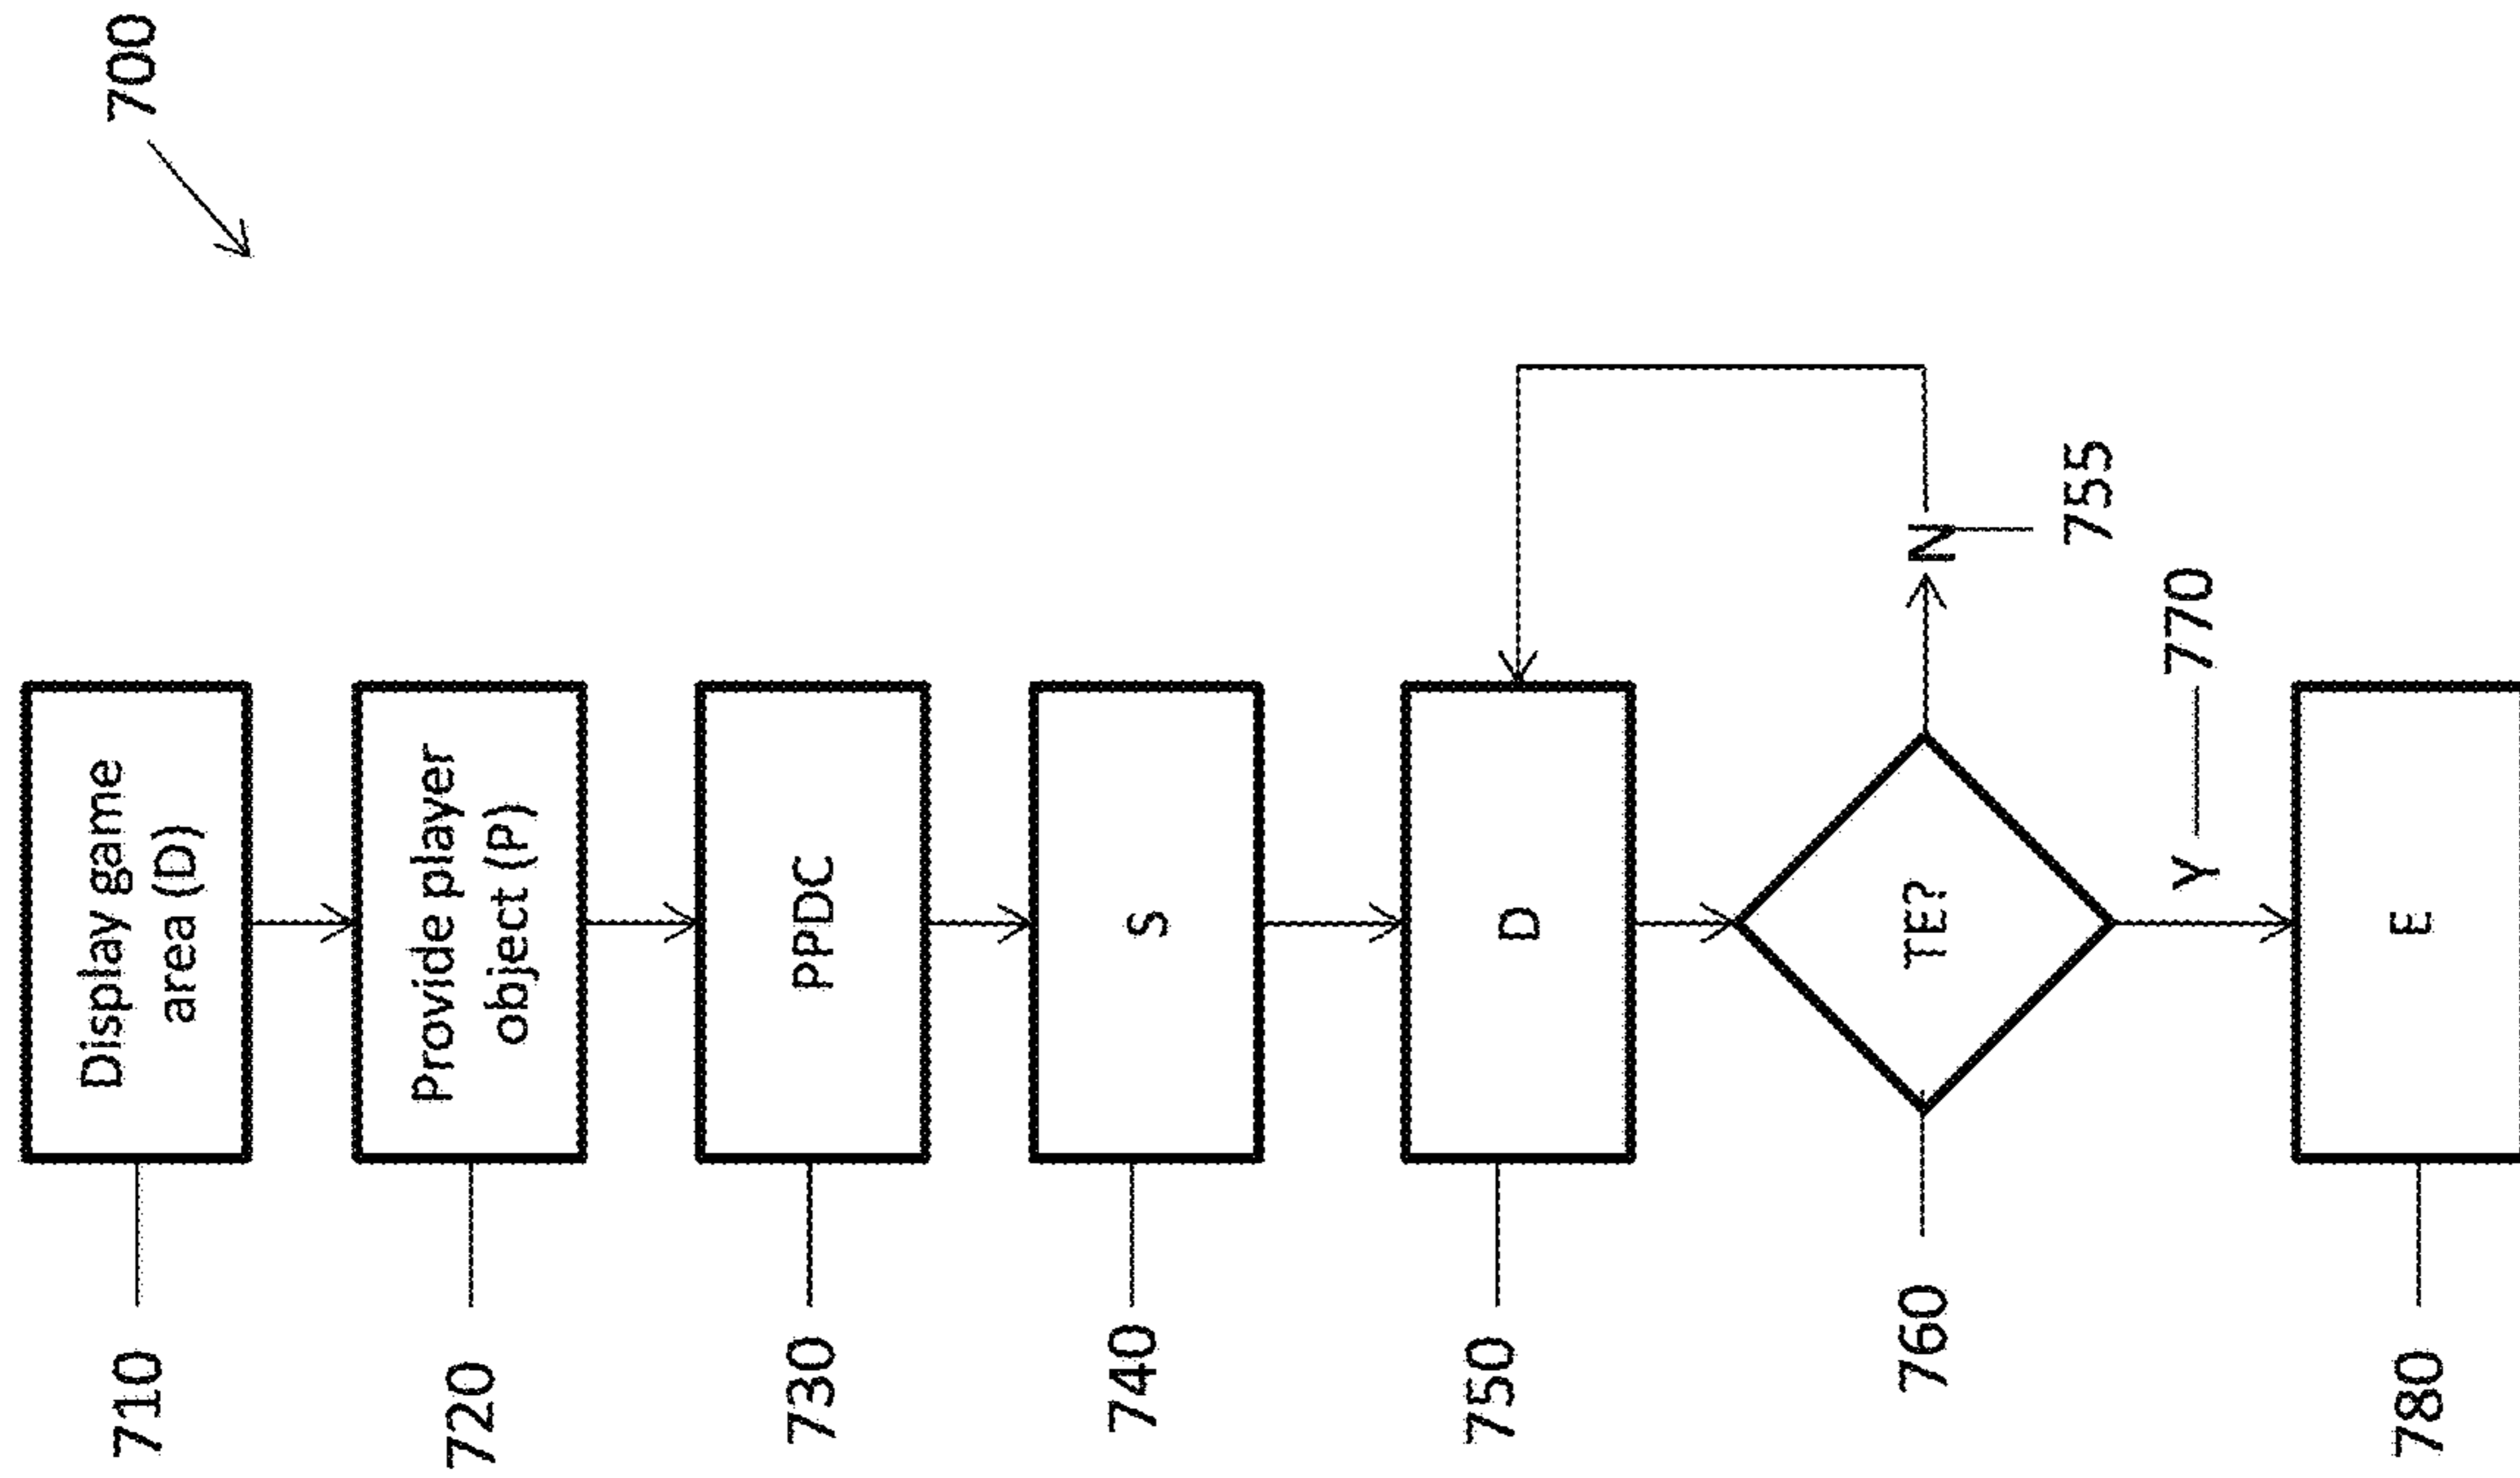 700
710
Display game
area (D)
720
Provide player
object (P)
730
PPDC
740
S
750
D
760
TE?
N
755
Y
770
780
E